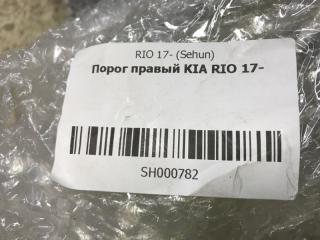 RIO 17- (Sehun)
Порог правый KIA RIO 17-
SH000782